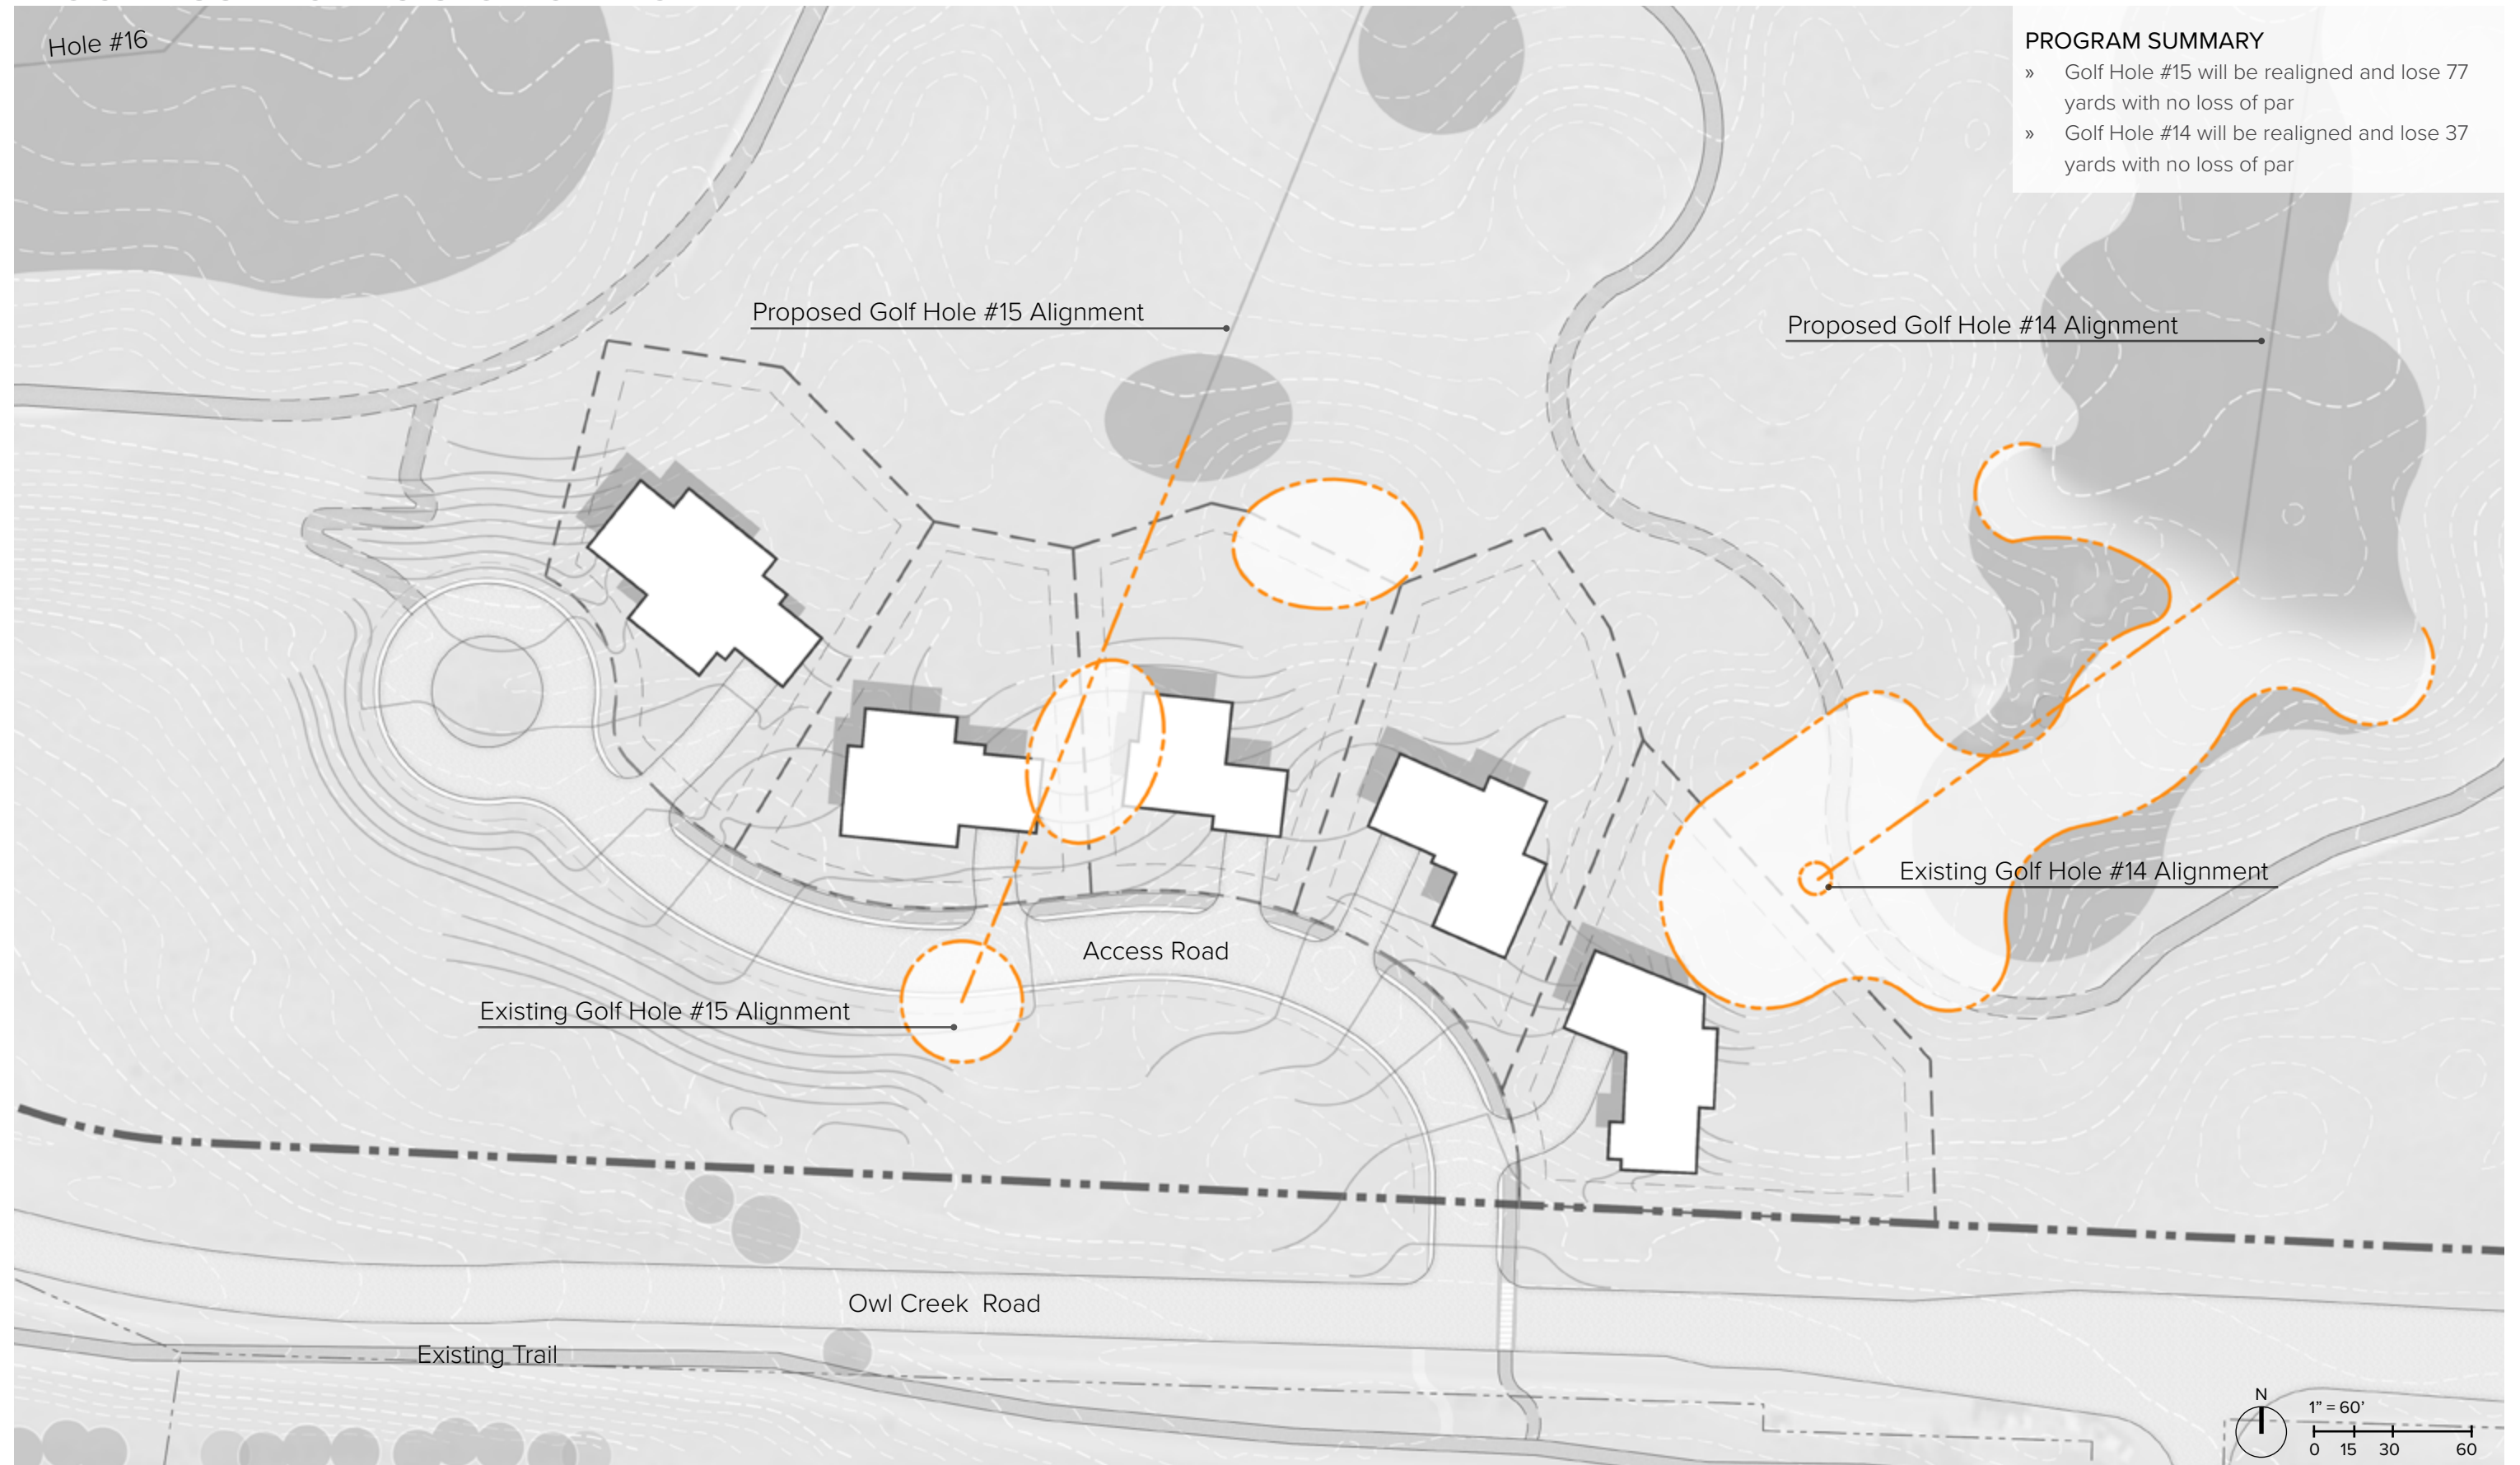 Hole #16
PROGRAM SUMMARY
» Golf Hole #15 will be realigned and lose 77
yards with no loss of par
» Golf Hole #14 will be realigned and lose 37
yards with no loss of par
Proposed Golf Hole #15 Alignment
Proposed Golf Hole #14 Alignment
Existing Golf Hole #14 Alignment
Access Road
Existing Golf Hole #15 Alignment
Owl Creek Road
Existing Trail
N
1" = 60'
0 15 30 60